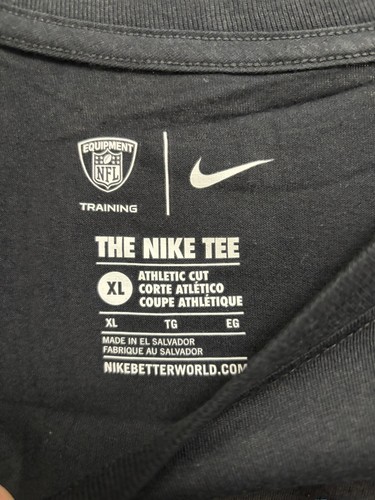 EQUIPMENT
NFL
TRAINING
THE NIKE TEE
XL
ATHLETIC CUT
CORTE ATLÉTICO
COUPE ATHLÉTIQUE
XL TG EG
MADE IN EL SALVADOR
FABRIQUE AU SALVADOR
NIKEBETTERWORLD.COM